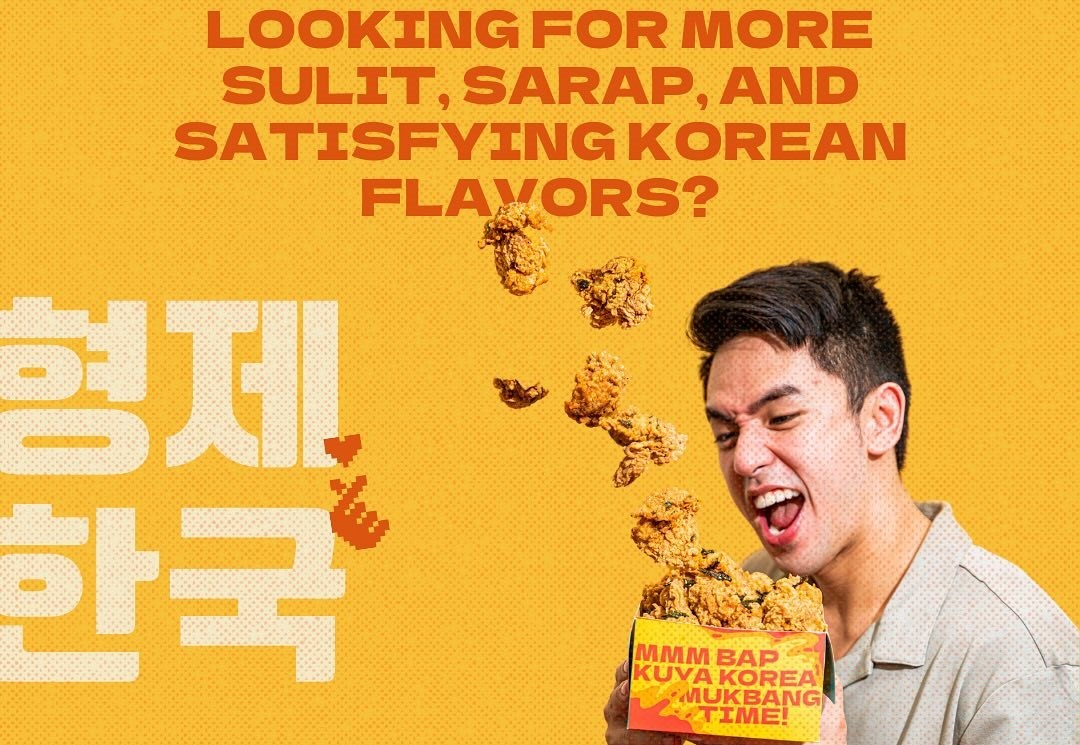 LOOKING FOR MORE
SULIT, SARAP, AND
SATISFYING KOREAN
FLAVORS?
형제
한국
MMM BAP
KUYA KOREA
MUKBANG
TIME!